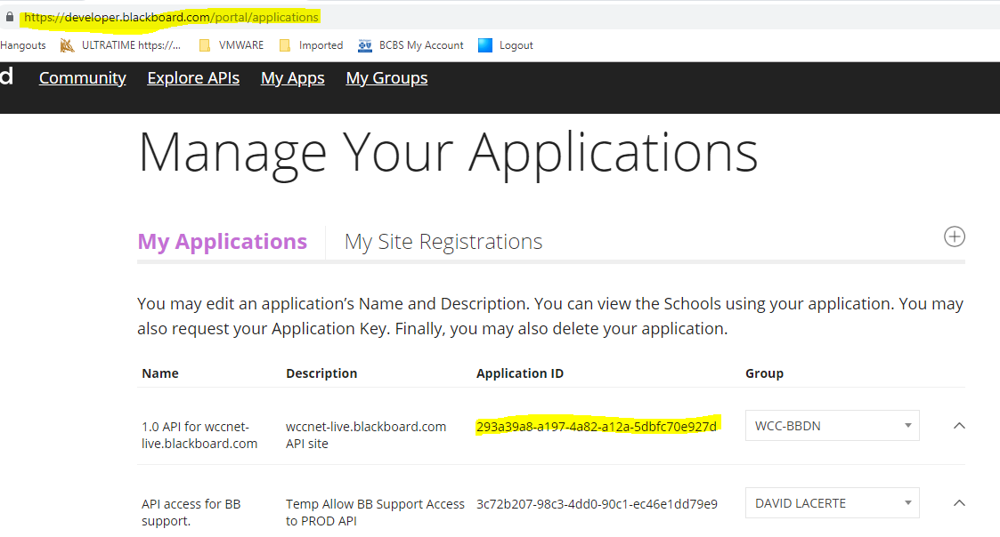 https://developer.blackboard.com/portal/applications
Hangouts ULTRATIME https://... VMWARE Imported BCBS My Account Logout
d Community Explore APIs My Apps My Groups
Manage Your Applications
My Applications My Site Registrations
You may edit an application’s Name and Description. You can view the Schools using your application. You may
also request your Application Key. Finally, you may also delete your application.
Name Description Application ID Group
1.0 API for wccnet- wccnet-live.blackboard.com 293a39a8-a197-4a82-a12a-5dbfc70e927d WCC-BBDN
live.blackboard.com API site
API access for BB Temp Allow BB Support Access 3c72b207-98c3-4dd0-90c1-ec46e1dd79e9 DAVID LACERTE
support. to PROD API